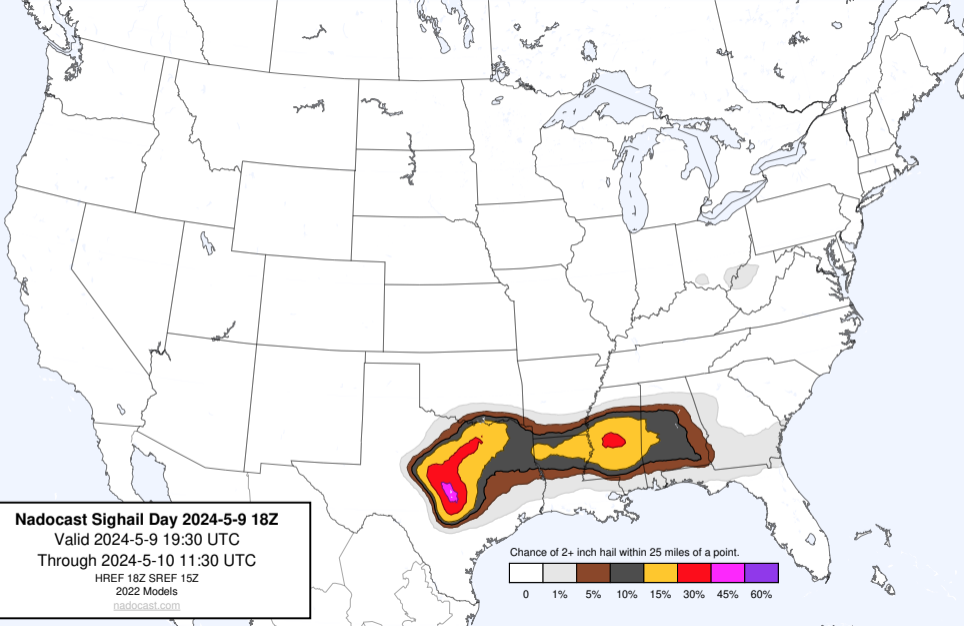 Nadocast Sighail Day 2024-5-9 18Z
Valid 2024-5-9 19:30 UTC
Through 2024-5-10 11:30 UTC
HREF 18Z SREF 15Z
2022 Models
nadocast.com
Chance of 2+ inch hail within 25 miles of a point.
0 1% 5% 10% 15% 30% 45% 60%